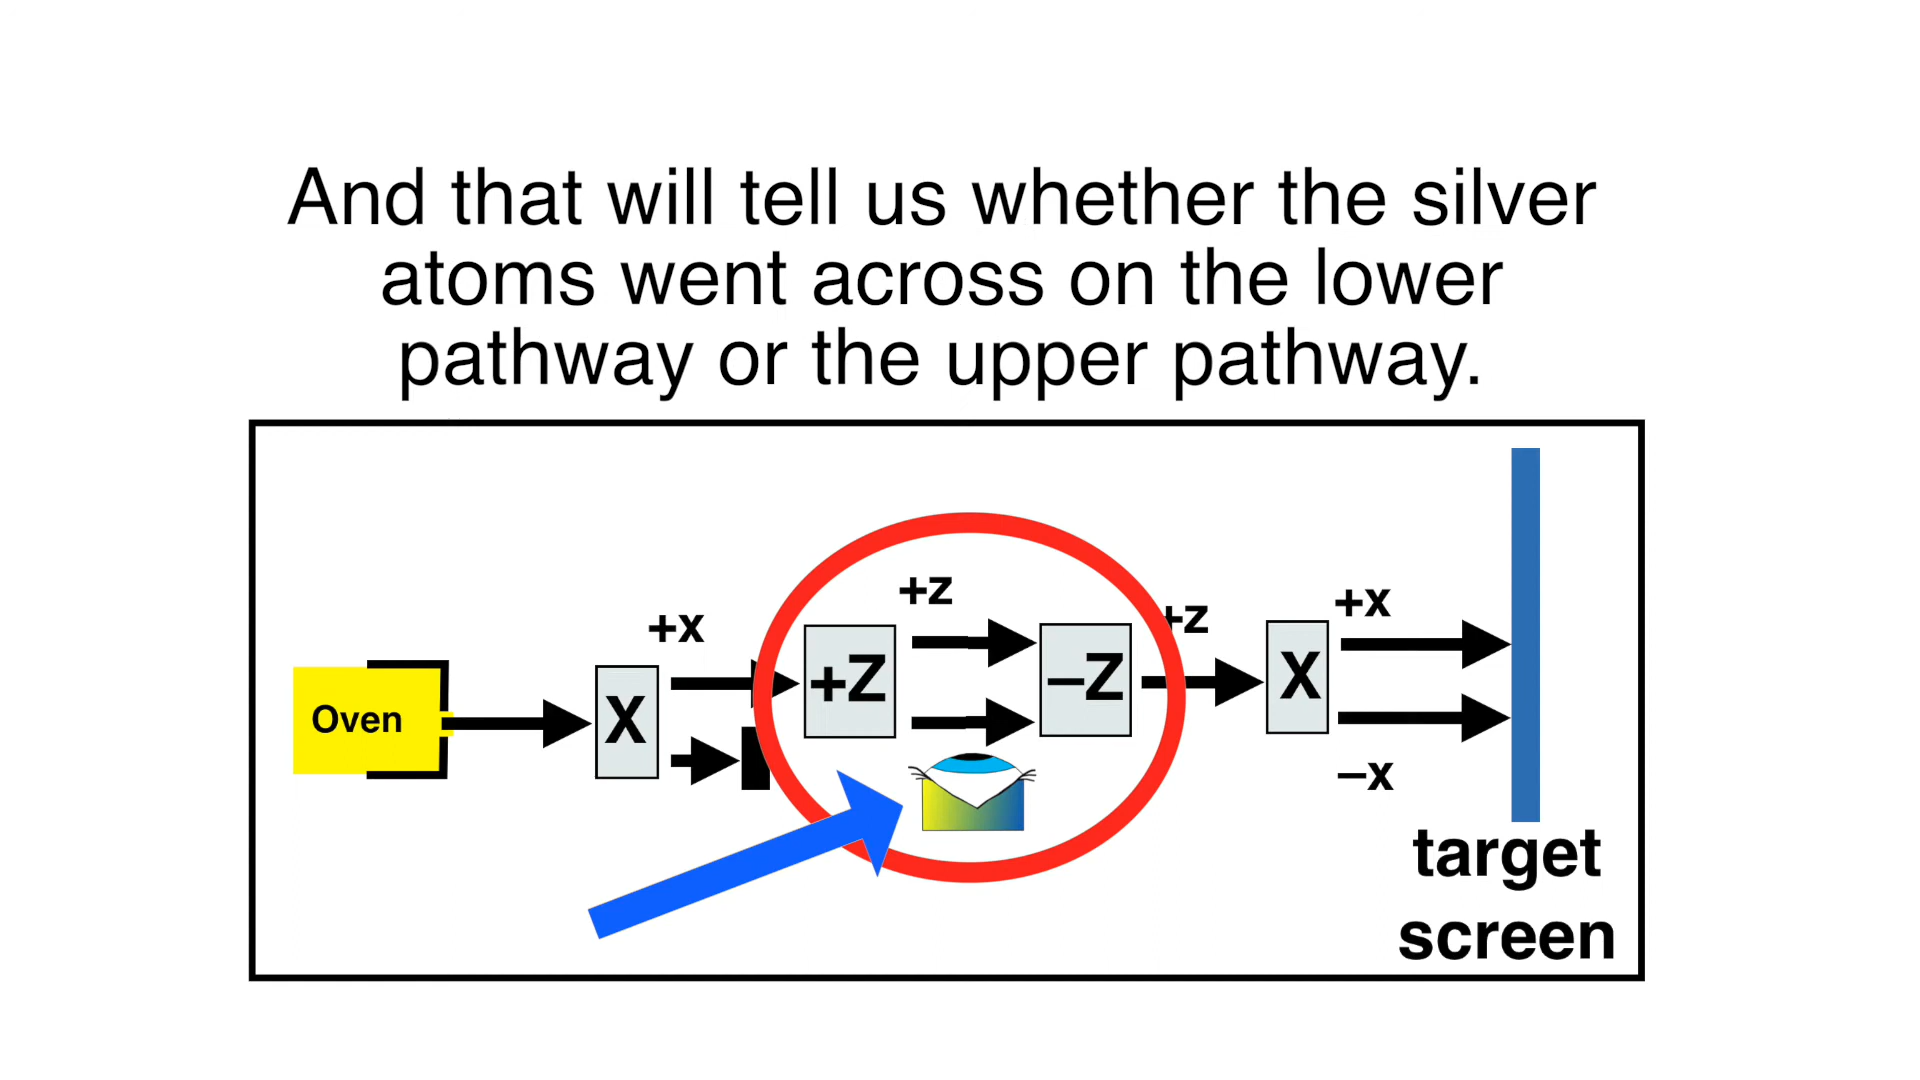 And that will tell us whether the silver
atoms went across on the lower
pathway or the upper pathway.
+z
+x
+z
+x
Oven
X
+Z
–Z
X
–x
target
screen